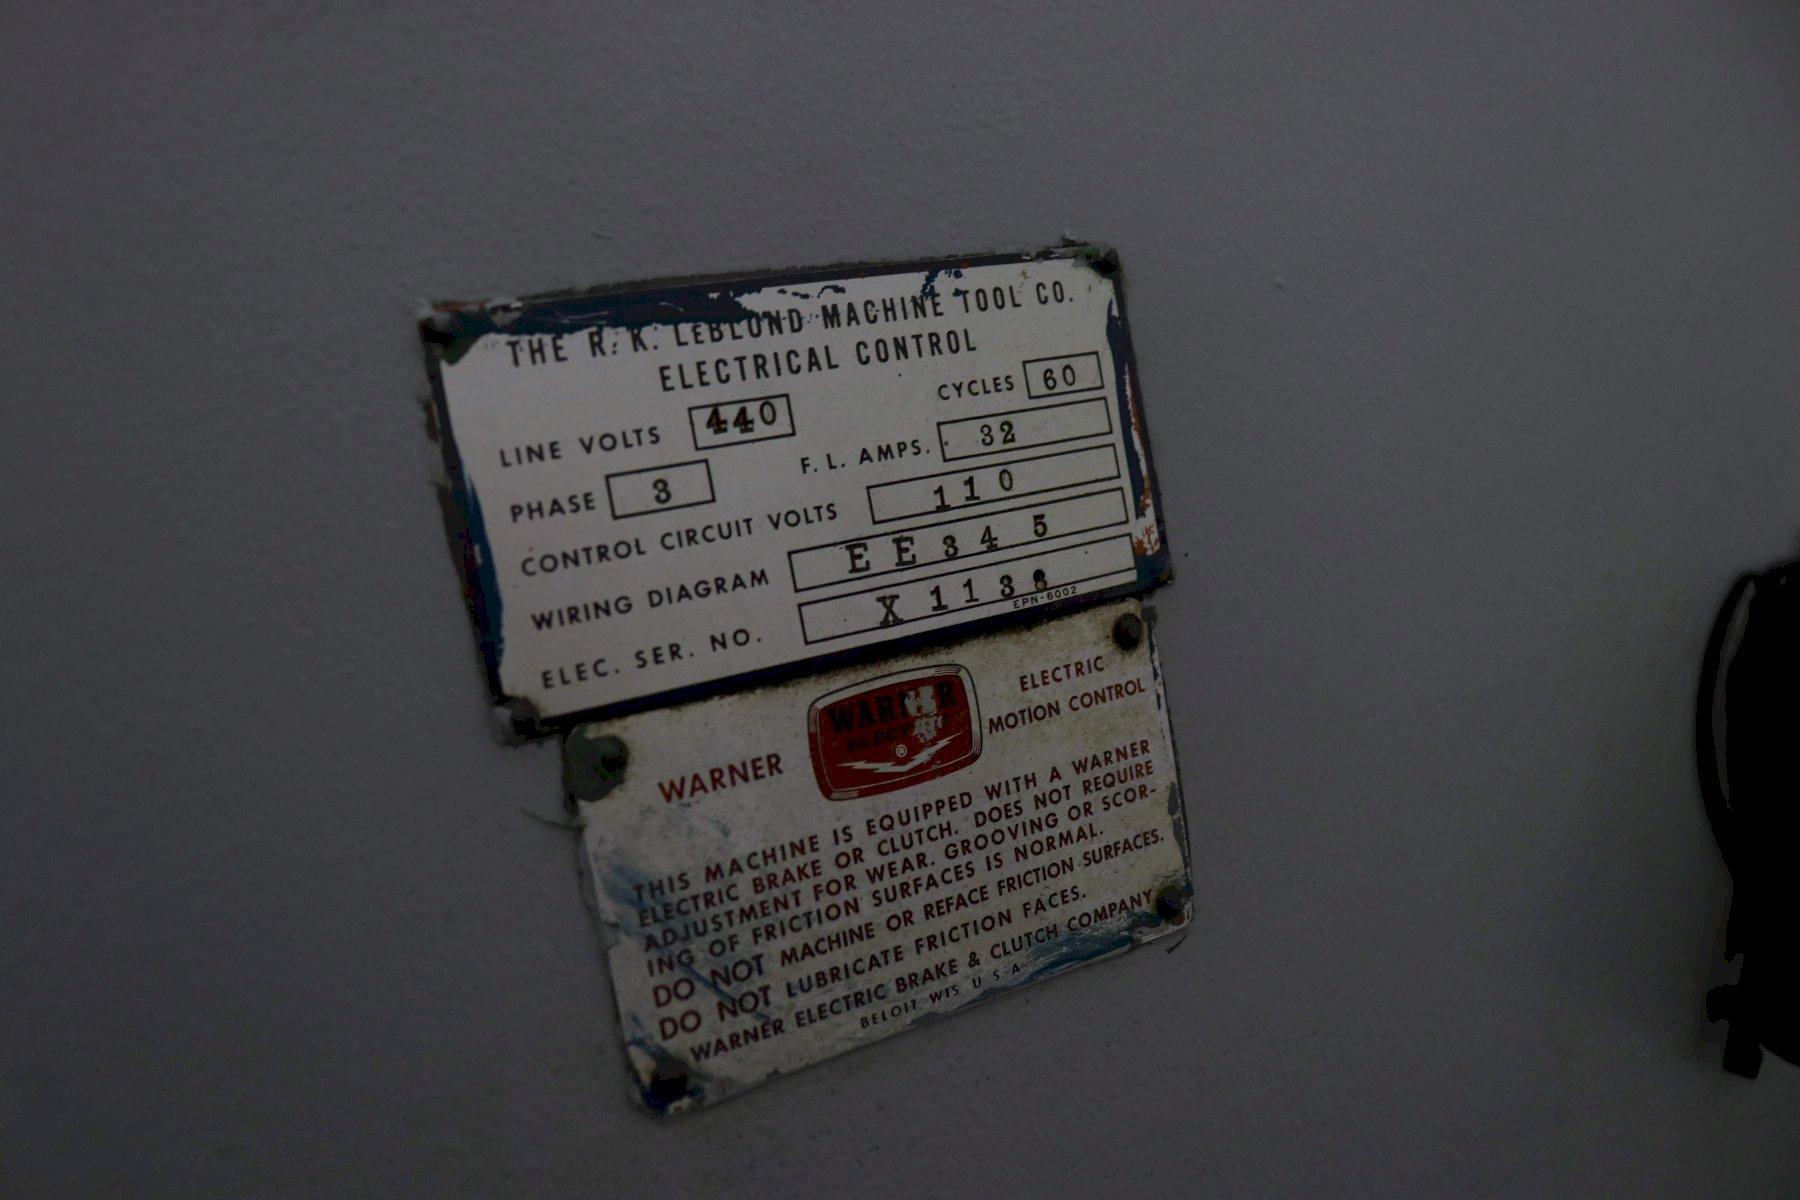 THE R. K. LEBLOND MACHINE TOOL CO.
ELECTRICAL CONTROL
LINE VOLTS 440 CYCLES 60
PHASE 3 F. L. AMPS. 32
CONTROL CIRCUIT VOLTS 110
WIRING DIAGRAM EE345
ELEC. SER. NO. X1138
EPN-6002
WARNER WARNER ELECTRIC ® ELECTRIC
MOTION CONTROL
THIS MACHINE IS EQUIPPED WITH A WARNER
ELECTRIC BRAKE OR CLUTCH. DOES NOT REQUIRE
ADJUSTMENT FOR WEAR. GROOVING OR SCOR-
ING OF FRICTION SURFACES IS NORMAL.
DO NOT MACHINE OR REFACE FRICTION SURFACES.
DO NOT LUBRICATE FRICTION FACES.
WARNER ELECTRIC BRAKE & CLUTCH COMPANY
BELOIT, WIS U S A